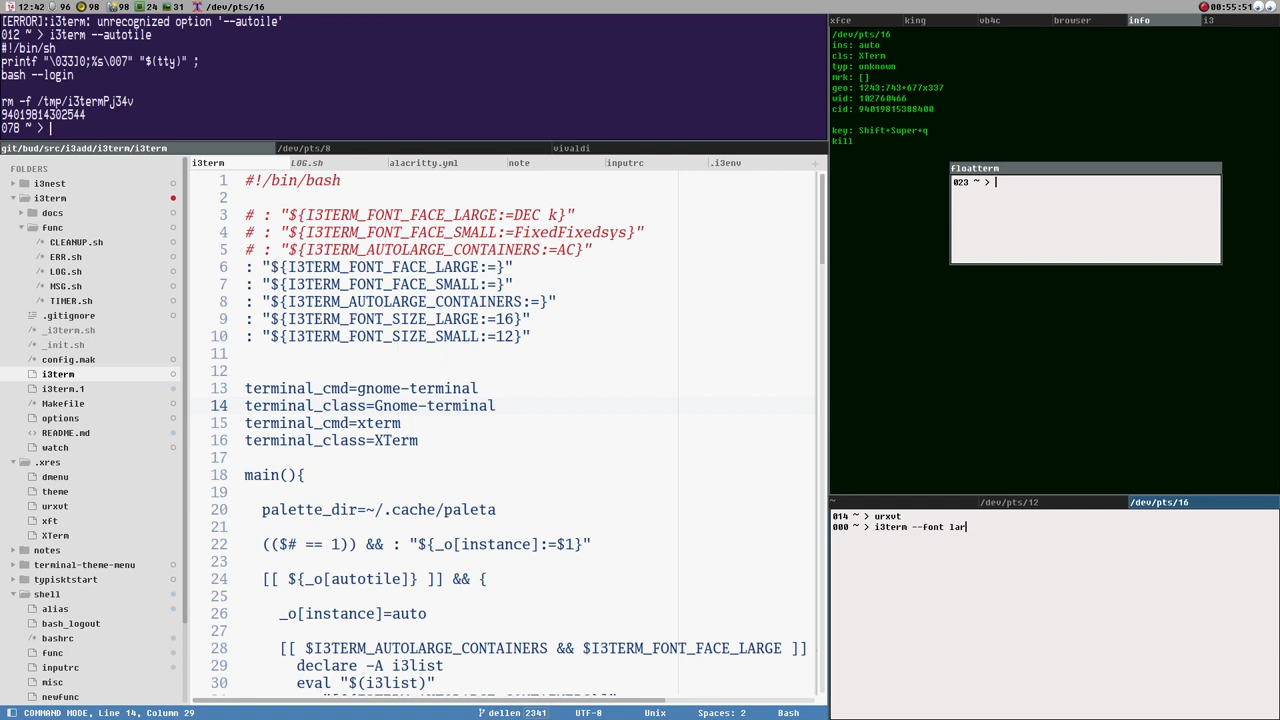 12:42 96 98 24 31 /dev/pts/16 00:55:51
[ERROR]:i3term: unrecognized option '--autoile'
012 ~ > i3term --autotile
#!/bin/sh
printf "\033]0;%s\007" "$(tty)" ;
bash --login
rm -f /tmp/i3termPj34v
94019814302544
078 ~ >
git/bud/src/i3add/i3term/i3term /dev/pts/8 vivaldi
FOLDERS
i3nest
i3term
docs
func
CLEANUP.sh
ERR.sh
LOG.sh
MSG.sh
TIMER.sh
.gitignore
_i3term.sh
_init.sh
config.mak
i3term
i3term.1
Makefile
options
README.md
watch
.xres
dmenu
theme
urxvt
xft
XTerm
notes
terminal-theme-menu
typisktstart
shell
alias
bash_logout
bashrc
func
inputrc
misc
newfunc
i3term LOG.sh alacritty.yml note inputrc .i3env
1 #!/bin/bash
2
3 # : "${I3TERM_FONT_FACE_LARGE:=DEC k}"
4 # : "${I3TERM_FONT_FACE_SMALL:=FixedFixedsys}"
5 # : "${I3TERM_AUTOLARGE_CONTAINERS:=AC}"
6 : "${I3TERM_FONT_FACE_LARGE:=}"
7 : "${I3TERM_FONT_FACE_SMALL:=}"
8 : "${I3TERM_AUTOLARGE_CONTAINERS:=}"
9 : "${I3TERM_FONT_SIZE_LARGE:=16}"
10 : "${I3TERM_FONT_SIZE_SMALL:=12}"
11
12
13 terminal_cmd=gnome-terminal
14 terminal_class=Gnome-terminal
15 terminal_cmd=xterm
16 terminal_class=XTerm
17
18 main(){
19
20 palette_dir=~/.cache/paleta
21
22 (($# == 1)) && : "${_o[instance]:=$1}"
23
24 [[ ${_o[autotile]} ]] && {
25
26 _o[instance]=auto
27
28 [[ $I3TERM_AUTOLARGE_CONTAINERS && $I3TERM_FONT_FACE_LARGE ]]
29 declare -A i3list
30 eval "$(i3list)"
COMMAND MODE, Line 14, Column 29 dellen 2341 UTF-8 Unix Spaces: 2 Bash
xfce king vb4c browser info i3
/dev/pts/16
ins: auto
cls: XTerm
typ: unknown
mrk: []
geo: 1243:743+677x337
wid: 102760466
cid: 94019815388400
key: Shift+Super+q
kill
floatterm
023 ~ >
~ /dev/pts/12 /dev/pts/16
014 ~ > urxvt
000 ~ > i3term --font lar